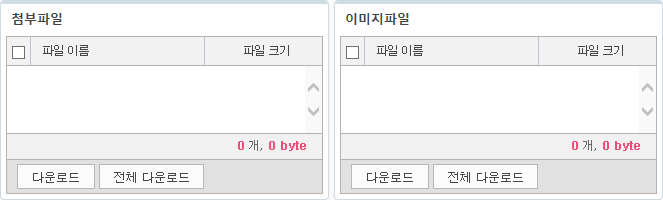 첨부파일
파일 이름 파일 크기
0 개, 0 byte
다운로드 전체 다운로드
이미지파일
파일 이름 파일 크기
0 개, 0 byte
다운로드 전체 다운로드